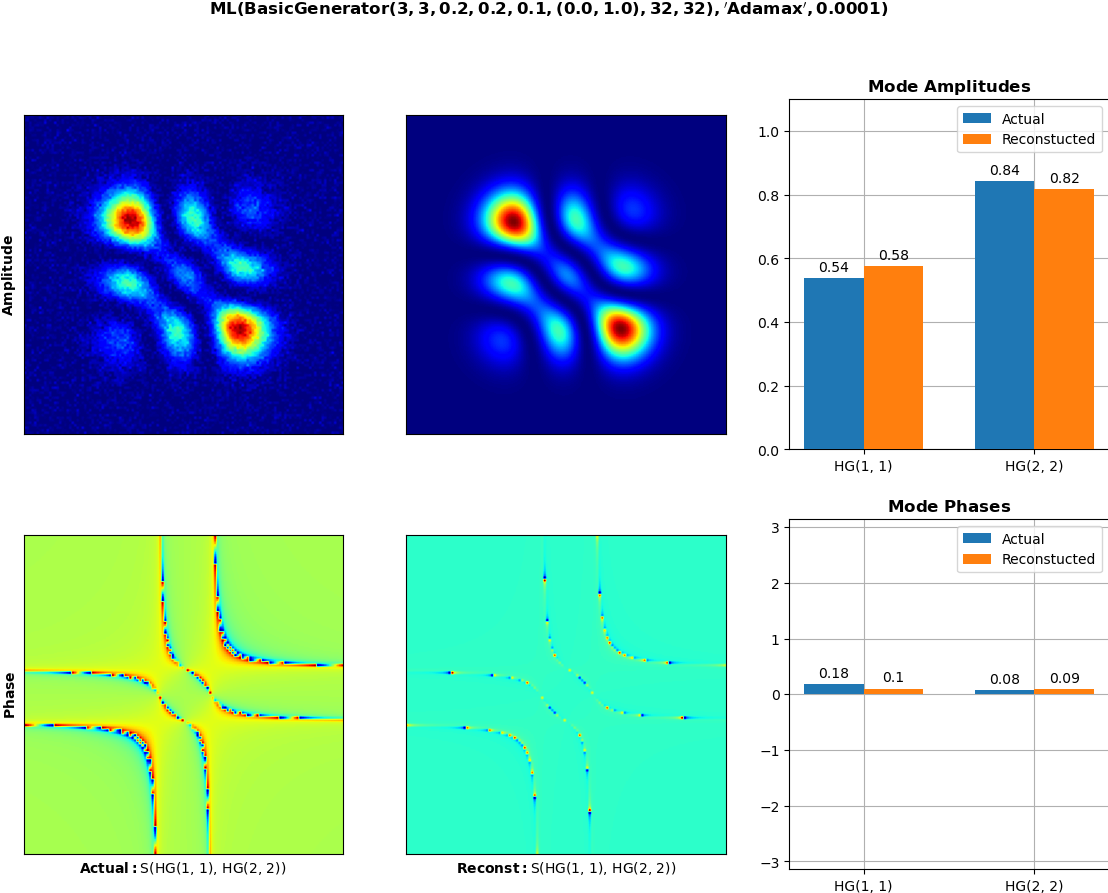 ML(BasicGenerator(3, 3, 0.2, 0.2, 0.1, (0.0, 1.0), 32, 32), ′Adamax′, 0.0001)
Amplitude
Mode Amplitudes
Actual
Reconstucted
1.0
0.8
0.6
0.4
0.2
0.0
0.54
0.58
0.84
0.82
HG(1, 1)
HG(2, 2)
Phase
Actual: S(HG(1, 1), HG(2, 2))
Reconst: S(HG(1, 1), HG(2, 2))
Mode Phases
Actual
Reconstucted
3
2
1
0
−1
−2
−3
0.18
0.1
0.08
0.09
HG(1, 1)
HG(2, 2)